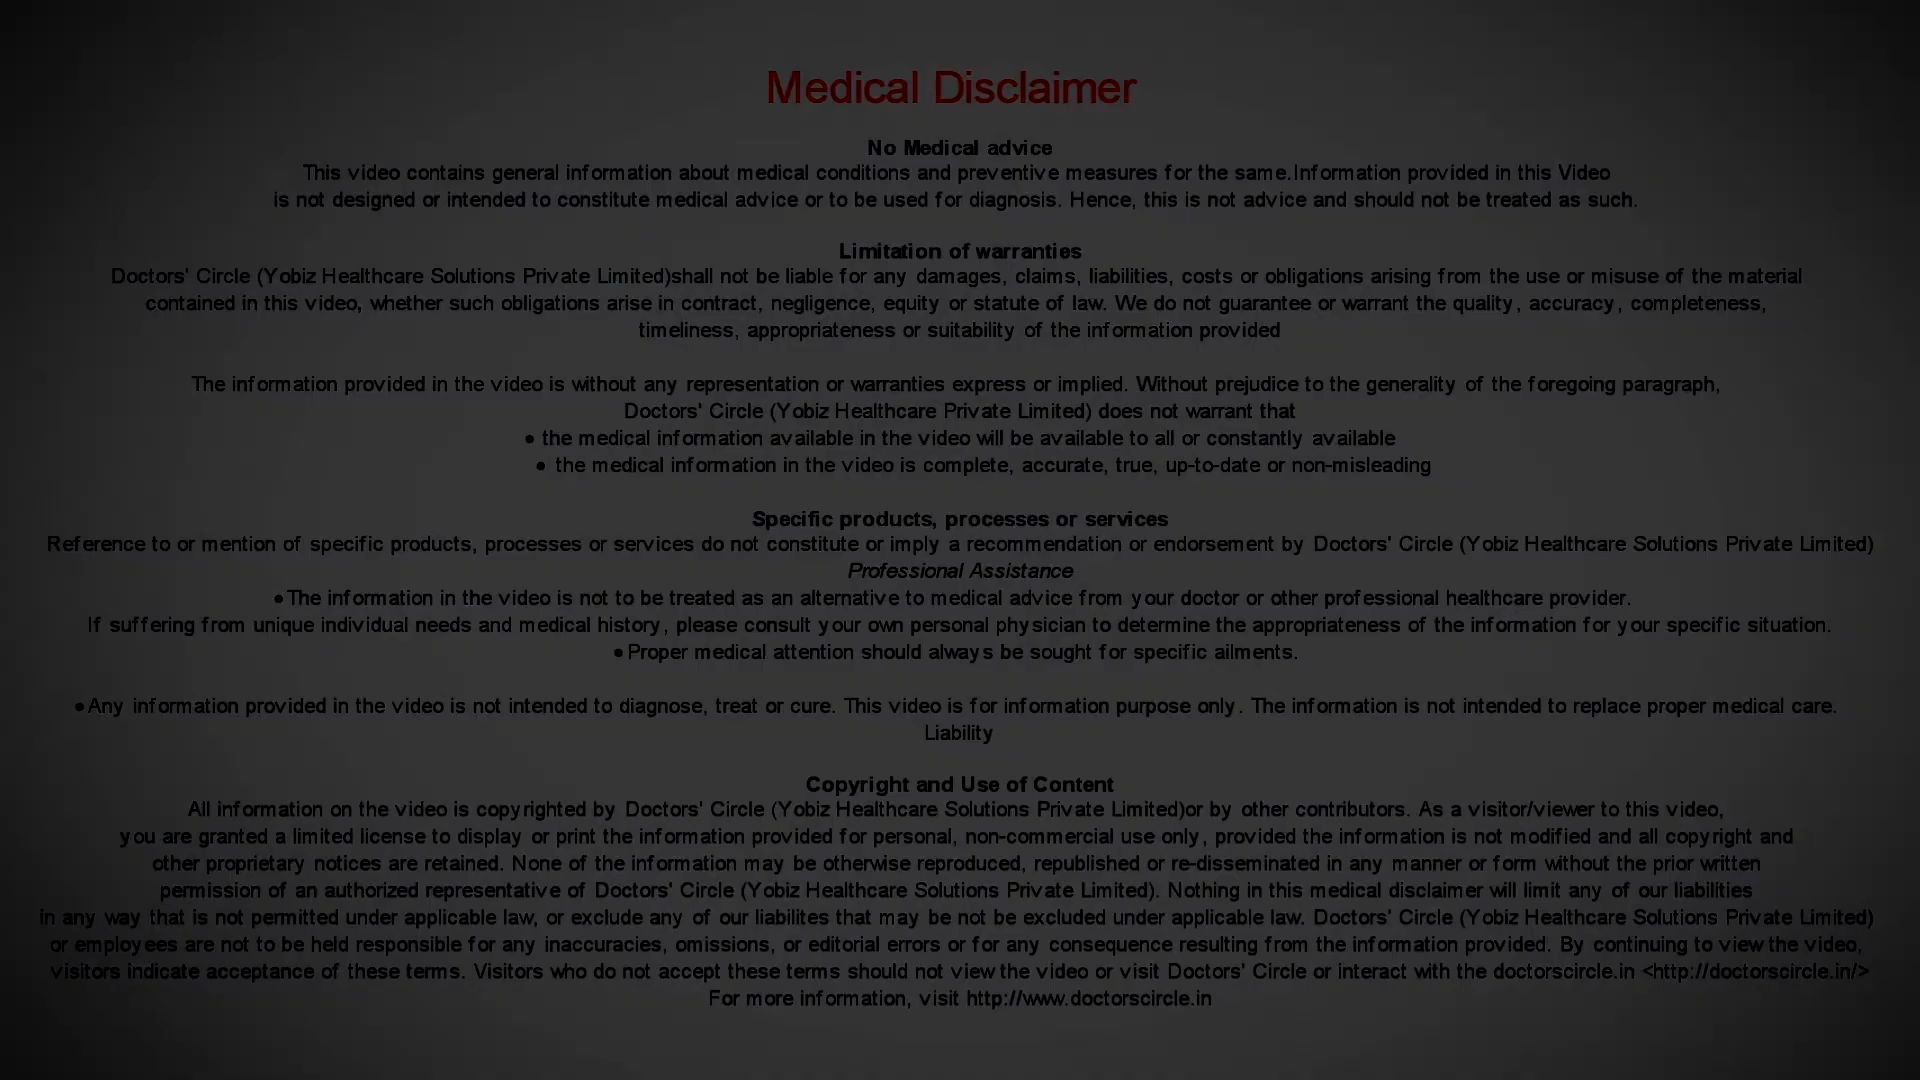 Medical Disclaimer
No Medical advice
This video contains general information about medical conditions and preventive measures for the same.Information provided in this Video
is not designed or intended to constitute medical advice or to be used for diagnosis. Hence, this is not advice and should not be treated as such.
Limitation of warranties
Doctors' Circle (Yobiz Healthcare Solutions Private Limited)shall not be liable for any damages, claims, liabilities, costs or obligations arising from the use or misuse of the material
contained in this video, whether such obligations arise in contract, negligence, equity or statute of law. We do not guarantee or warrant the quality, accuracy, completeness,
timeliness, appropriateness or suitability of the information provided
The information provided in the video is without any representation or warranties express or implied. Without prejudice to the generality of the foregoing paragraph,
Doctors' Circle (Yobiz Healthcare Private Limited) does not warrant that
● the medical information available in the video will be available to all or constantly available
● the medical information in the video is complete, accurate, true, up-to-date or non-misleading
Specific products, processes or services
Reference to or mention of specific products, processes or services do not constitute or imply a recommendation or endorsement by Doctors' Circle (Yobiz Healthcare Solutions Private Limited)
Professional Assistance
●The information in the video is not to be treated as an alternative to medical advice from your doctor or other professional healthcare provider.
If suffering from unique individual needs and medical history, please consult your own personal physician to determine the appropriateness of the information for your specific situation.
●Proper medical attention should always be sought for specific ailments.
●Any information provided in the video is not intended to diagnose, treat or cure. This video is for information purpose only. The information is not intended to replace proper medical care.
Liability
Copyright and Use of Content
All information on the video is copyrighted by Doctors' Circle (Yobiz Healthcare Solutions Private Limited)or by other contributors. As a visitor/viewer to this video,
you are granted a limited license to display or print the information provided for personal, non-commercial use only, provided the information is not modified and all copyright and
other proprietary notices are retained. None of the information may be otherwise reproduced, republished or re-disseminated in any manner or form without the prior written
permission of an authorized representative of Doctors' Circle (Yobiz Healthcare Solutions Private Limited). Nothing in this medical disclaimer will limit any of our liabilities
in any way that is not permitted under applicable law, or exclude any of our liabilites that may be not be excluded under applicable law. Doctors' Circle (Yobiz Healthcare Solutions Private Limited)
or employees are not to be held responsible for any inaccuracies, omissions, or editorial errors or for any consequence resulting from the information provided. By continuing to view the video,
visitors indicate acceptance of these terms. Visitors who do not accept these terms should not view the video or visit Doctors' Circle or interact with the doctorscircle.in <http://doctorscircle.in/>
For more information, visit http://www.doctorscircle.in